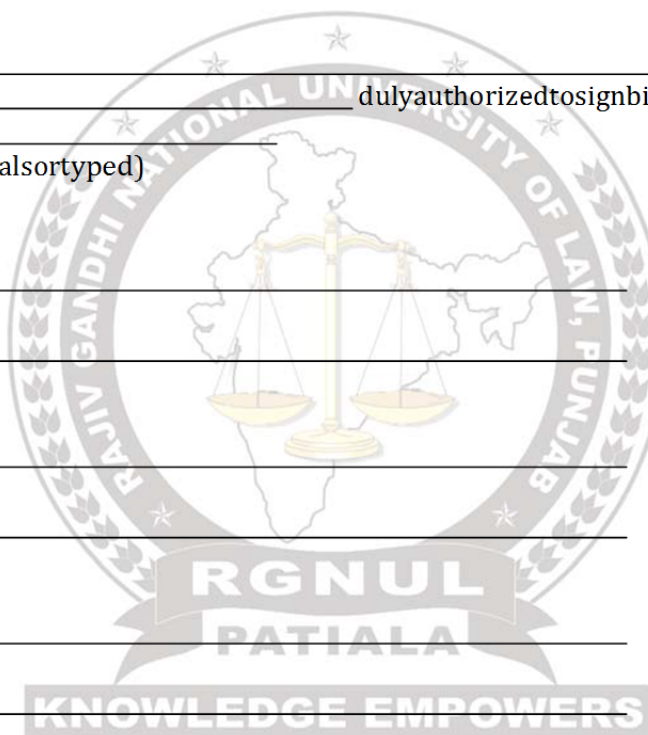 dulyauthorizedtosignbi
alsortyped)
RAJIV GANDHI NATIONAL UNIVERSITY OF LAW, PUNJAB
RGNUL
PATIALA
KNOWLEDGE EMPOWERS